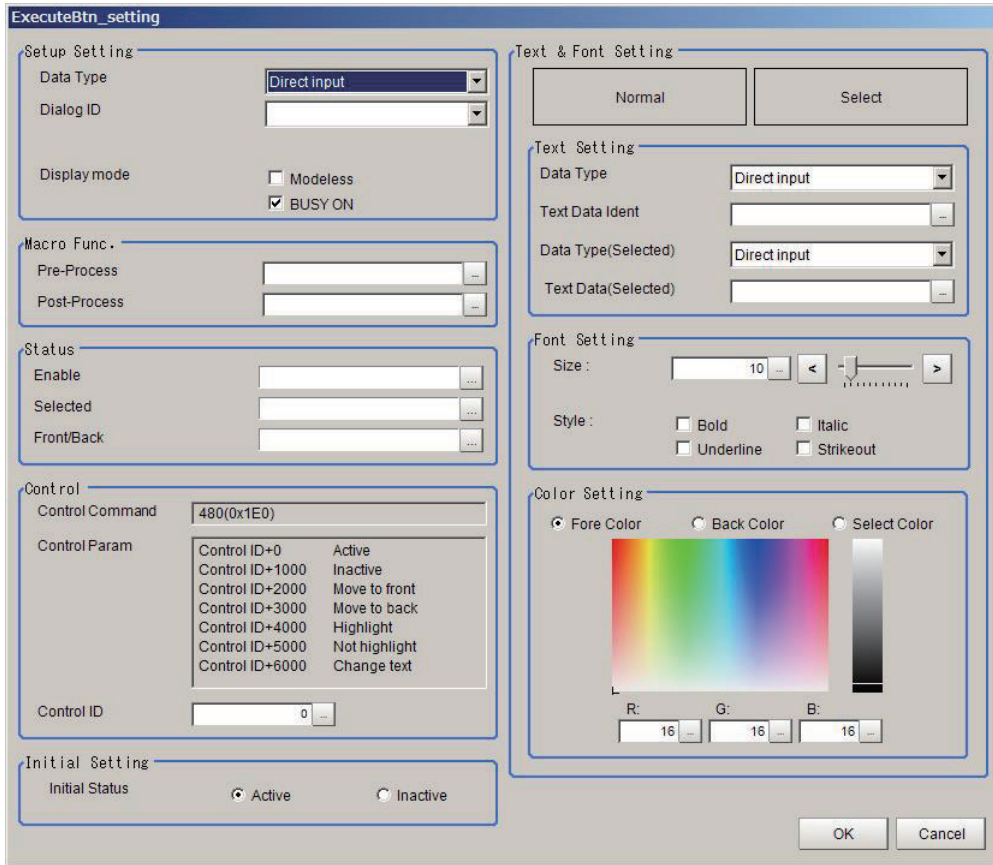 ExecuteBtn_setting
Setup Setting
Data Type Direct input
Dialog ID
Display mode Modeless
BUSY ON
Macro Func.
Pre-Process ...
Post-Process ...
Status
Enable ...
Selected ...
Front/Back ...
Control
Control Command 480(0x1E0)
Control Param
Control ID+0 Active
Control ID+1000 Inactive
Control ID+2000 Move to front
Control ID+3000 Move to back
Control ID+4000 Highlight
Control ID+5000 Not highlight
Control ID+6000 Change text
Control ID 0 ...
Initial Setting
Initial Status Active Inactive
Text & Font Setting
Normal Select
Text Setting
Data Type Direct input
Text Data Ident ...
Data Type(Selected) Direct input
Text Data(Selected) ...
Font Setting
Size : 10 ... < >
Style : Bold Italic
Underline Strikeout
Color Setting
Fore Color Back Color Select Color
R: G: B:
16 ... 16 ... 16 ...
OK Cancel